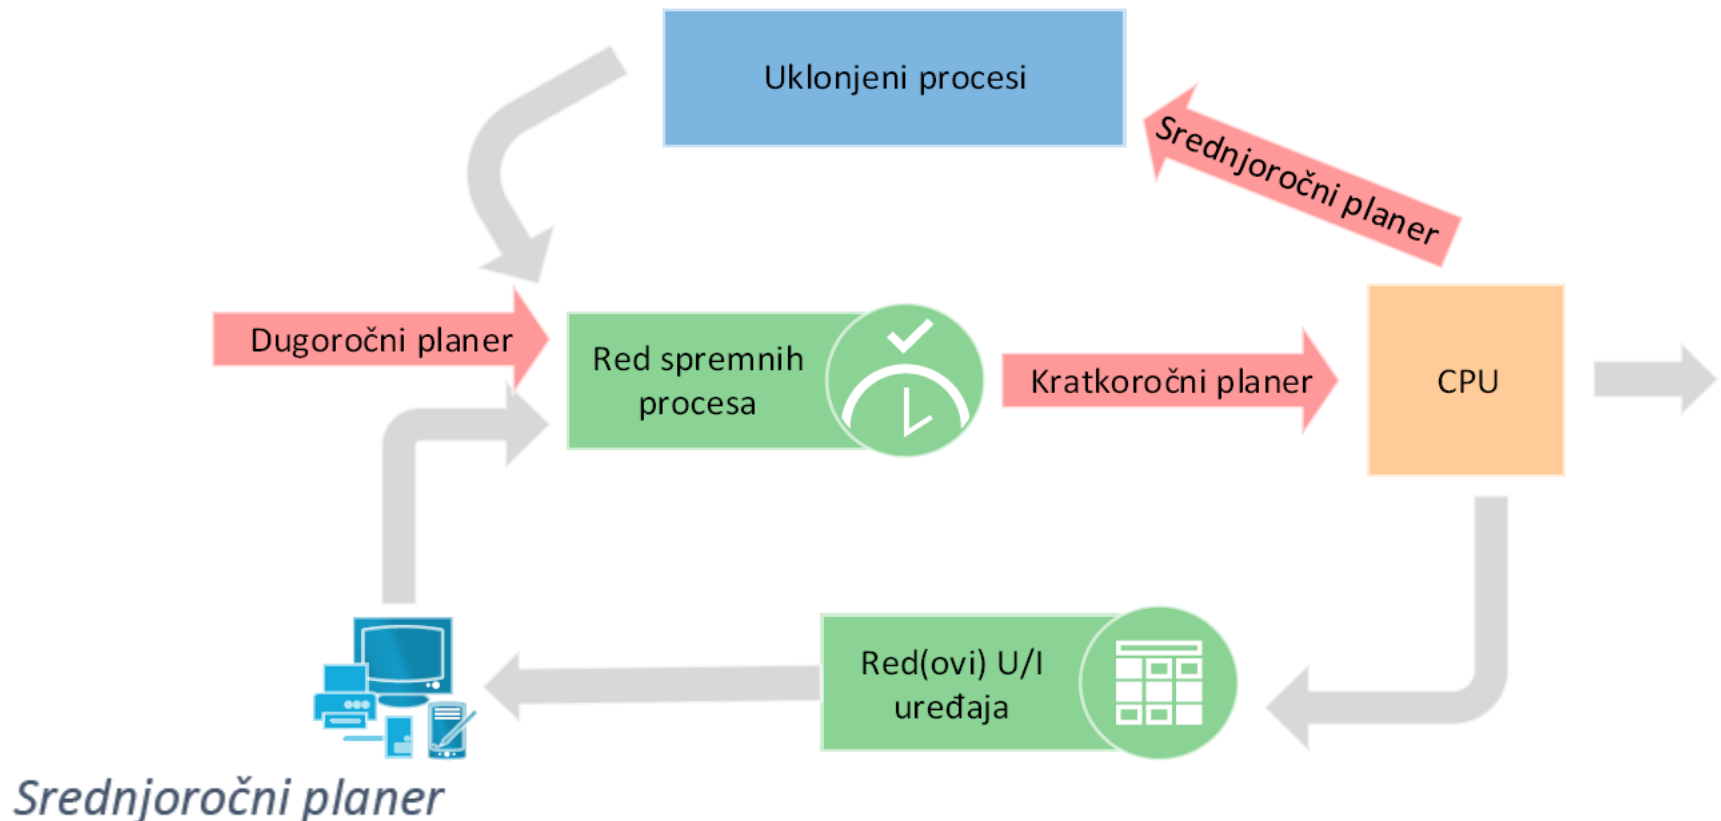 Uklonjeni procesi
Srednjoročni planer
Dugoročni planer
Red spremnih
procesa
Kratkoročni planer
CPU
Red(ovi) U/I
uređaja
Srednjoročni planer